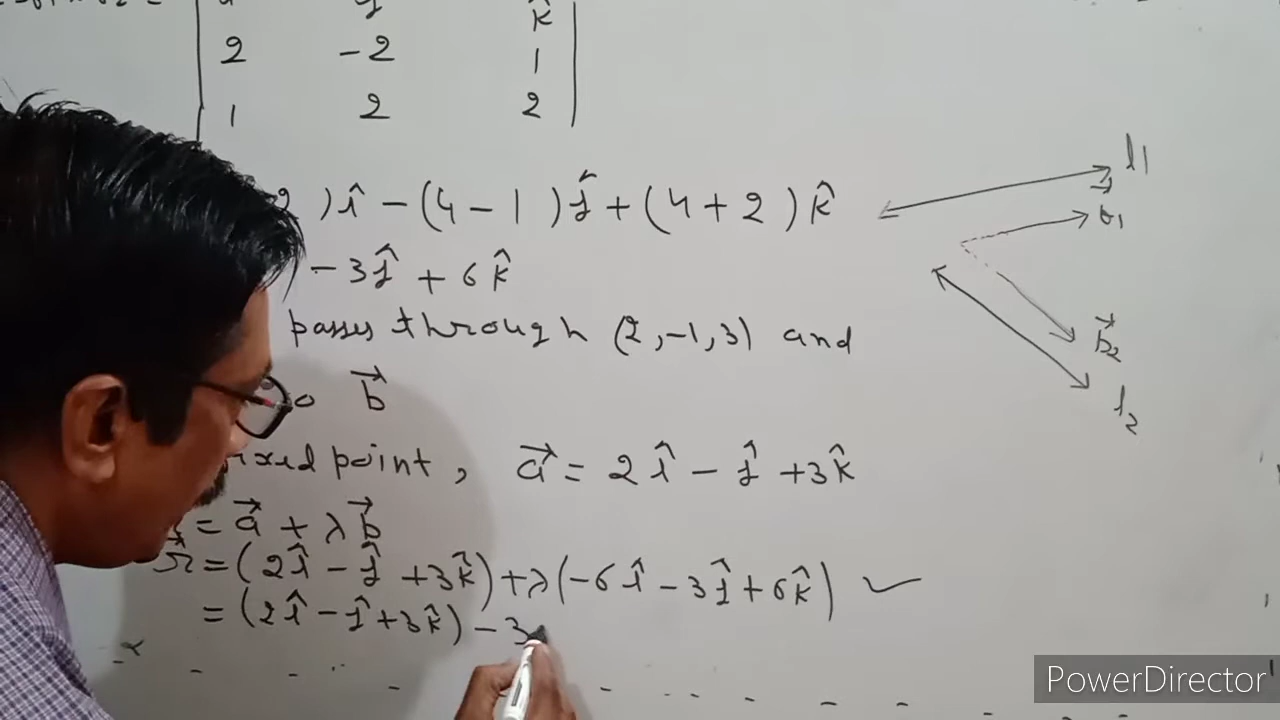 k̂
2 -2 1
1 2 2
l1
2 ) î - (4 - 1 ) ĵ + (4 + 2 ) k̂
b⃗1
- 3ĵ + 6k̂
passes through (2,-1,3) and
b⃗2
b⃗
l2
point, a⃗ = 2î - ĵ + 3k̂
= a⃗ + λb⃗
r⃗ = (2î - ĵ + 3k̂) + λ(-6î - 3ĵ + 6k̂) ✓
= (2î - ĵ + 3k̂) - 3
PowerDirector